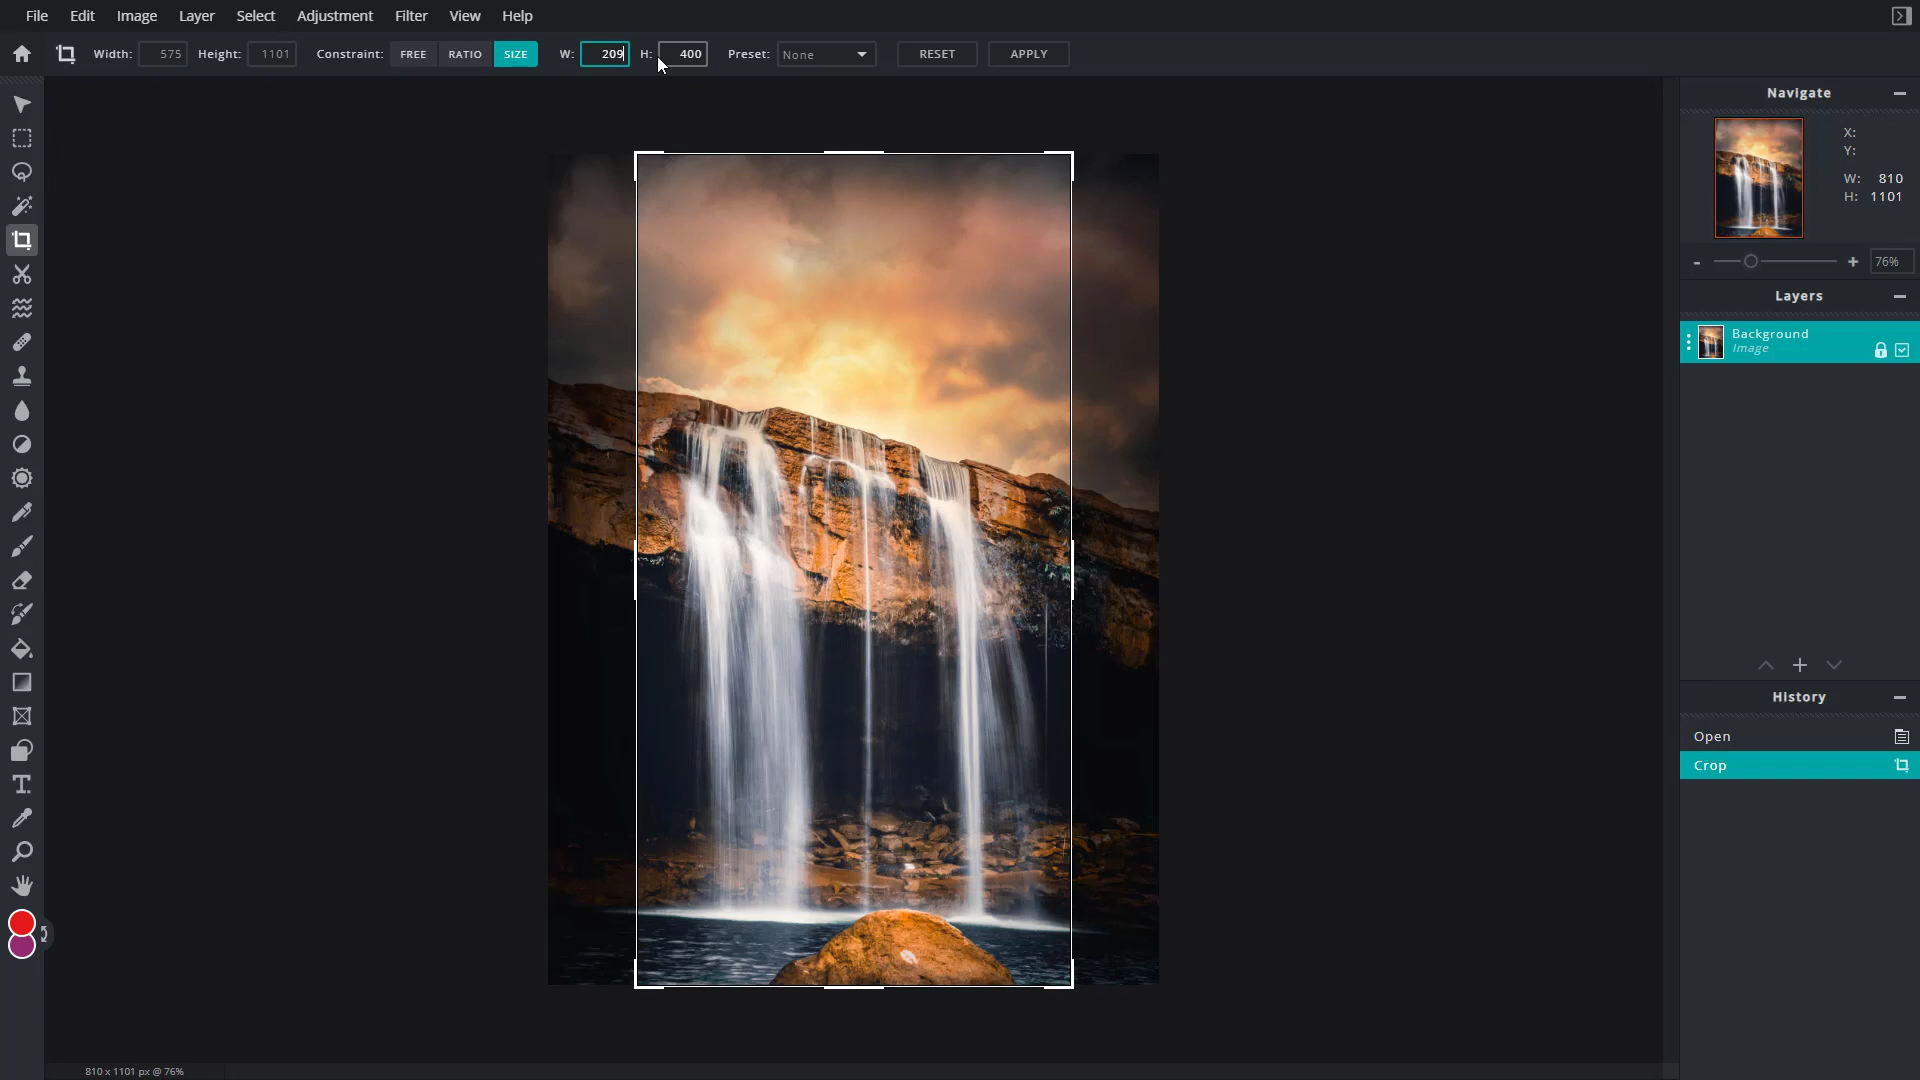 File Edit Image Layer Select Adjustment Filter View Help
Width: 575 Height: 1101 Constraint: FREE RATIO SIZE W: 209 H: 400 Preset: None RESET APPLY
Navigate
X:
Y:
W: 810
H: 1101
- + 76%
Layers
Background
Image
History
Open
Crop
810 x 1101 px @ 76%